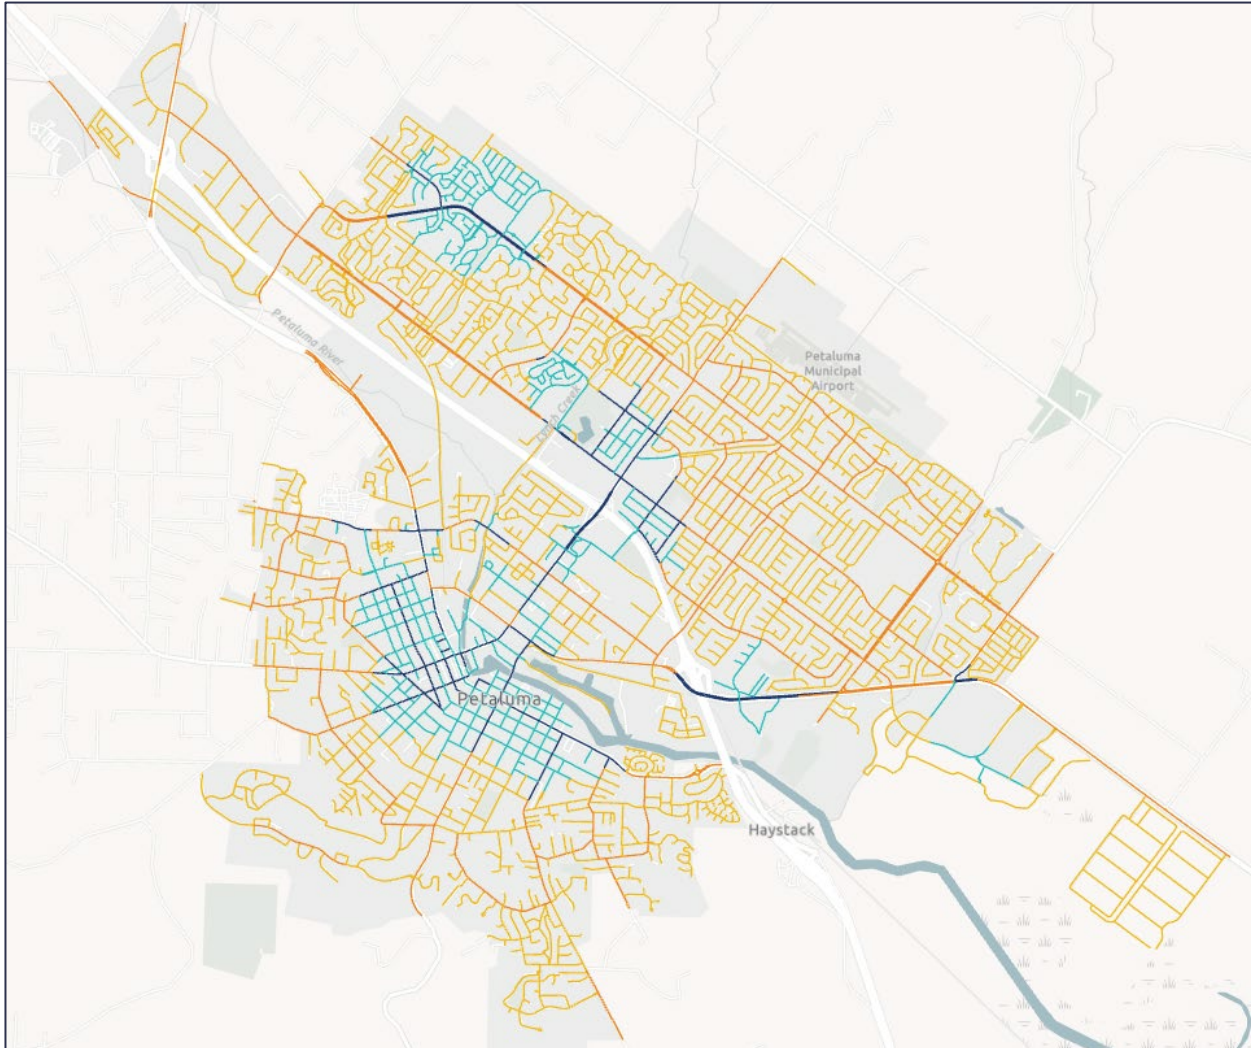 Petaluma River
Petaluma
Municipal
Airport
Lynch Creek
Petaluma
Haystack